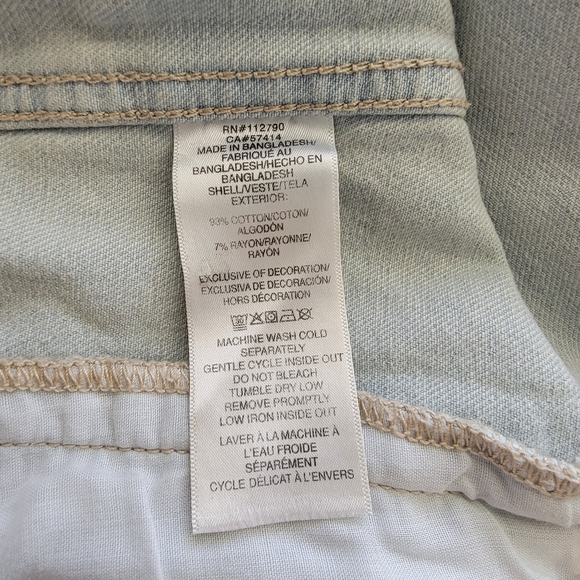 RN#112790
CA#57414
MADE IN BANGLADESH/
FABRIQUÉ AU
BANGLADESH/HECHO EN
BANGLADESH
SHELL/VESTE/TELA
EXTERIOR:
93% COTTON/COTON/
ALGODÓN
7% RAYON/RAYONNE/
RAYÓN
EXCLUSIVE OF DECORATION/
EXCLUSIVA DE DECORACIÓN/
HORS DÉCORATION
MACHINE WASH COLD
SEPARATELY
GENTLE CYCLE INSIDE OUT
DO NOT BLEACH
TUMBLE DRY LOW
REMOVE PROMPTLY
LOW IRON INSIDE OUT
LAVER À LA MACHINE À
L'EAU FROIDE
SÉPARÉMENT
CYCLE DÉLICAT À L'ENVERS